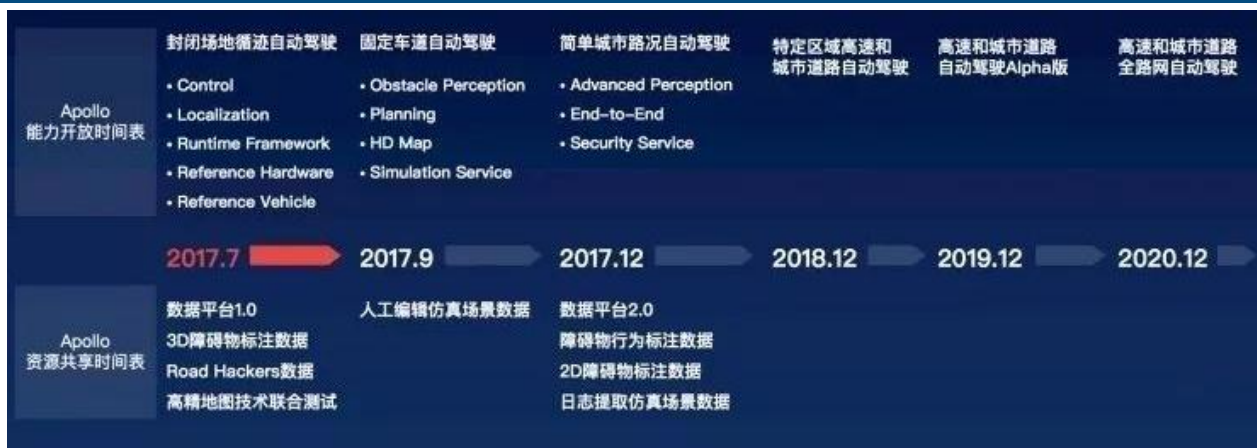 Apollo
能力开放时间表
封闭场地循迹自动驾驶
• Control
• Localization
• Runtime Framework
• Reference Hardware
• Reference Vehicle
固定车道自动驾驶
• Obstacle Perception
• Planning
• HD Map
• Simulation Service
简单城市路况自动驾驶
• Advanced Perception
• End-to-End
• Security Service
特定区域高速和
城市道路自动驾驶
高速和城市道路
自动驾驶Alpha版
高速和城市道路
全路网自动驾驶
2017.7
2017.9
2017.12
2018.12
2019.12
2020.12
Apollo
资源共享时间表
数据平台1.0
3D障碍物标注数据
Road Hackers数据
高精地图技术联合测试
人工编辑仿真场景数据
数据平台2.0
障碍物行为标注数据
2D障碍物标注数据
日志提取仿真场景数据